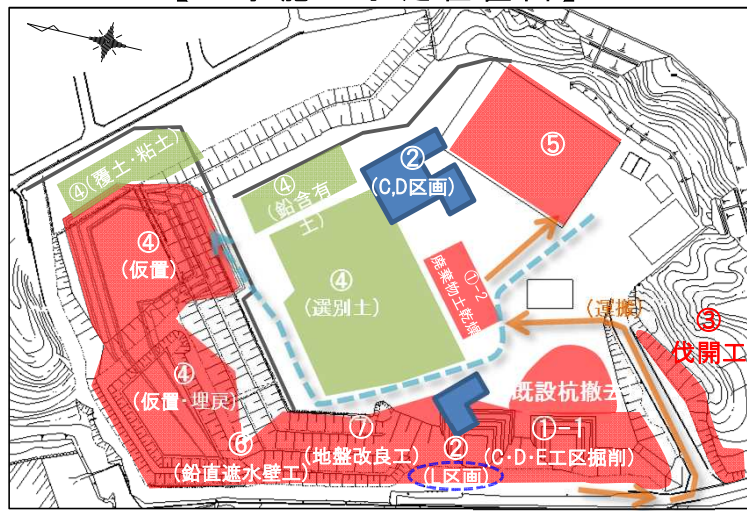 ④(覆土・粘土)
④
(鉛含有
土)
②
(C,D区画)
⑤
④
(仮置)
④
(選別土)
①-2
廃棄物土乾燥
(運搬)
③
伐開工
④
(仮置・埋戻)
既設杭撤去
⑥
(鉛直遮水壁工)
⑦
(地盤改良工)
②
(L区画)
①-1
(C・D・E工区掘削)